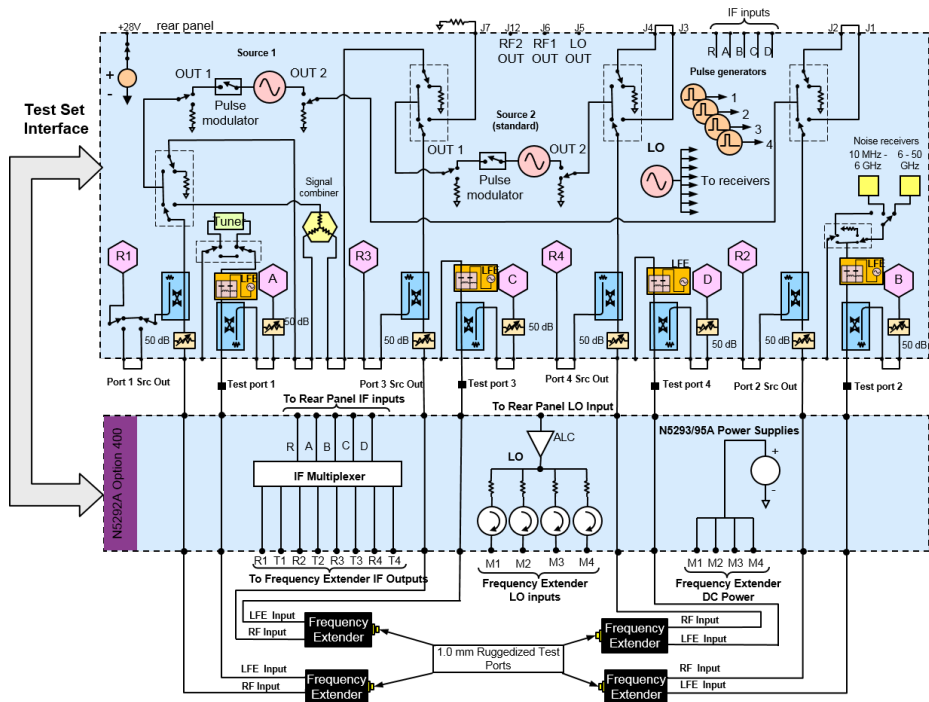 +28V
rear panel
J7
J12
J6
J5
J4
J3
IF inputs
J2
J1
RF2
OUT
RF1
OUT
LO
OUT
R
A
B
C
D
Source 1
OUT 1
OUT 2
Pulse
modulator
+
-
Pulse generators
1
2
3
4
Source 2
(standard)
OUT 1
OUT 2
Pulse
modulator
LO
To receivers
Noise receivers
10 MHz -
6 GHz
6 - 50
GHz
Test Set
Interface
Signal
combiner
Tune
R1
A
R3
C
R4
D
R2
B
LFE
LFE
LFE
LFE
50 dB
50 dB
50 dB
50 dB
50 dB
50 dB
50 dB
50 dB
Port 1 Src Out
Test port 1
Port 3 Src Out
Test port 3
Port 4 Src Out
Test port 4
Port 2 Src Out
Test port 2
N5292A Option 400
To Rear Panel IF inputs
R
A
B
C
D
IF Multiplexer
R1
T1
R2
T2
R3
T3
R4
T4
To Frequency Extender IF Outputs
To Rear Panel LO Input
ALC
LO
M1
M2
M3
M4
Frequency Extender
LO inputs
N5293/95A Power Supplies
+
-
M1
M2
M3
M4
Frequency Extender
DC Power
LFE Input
RF Input
Frequency
Extender
LFE Input
RF Input
Frequency
Extender
1.0 mm Ruggedized Test
Ports
Frequency
Extender
RF Input
LFE Input
Frequency
Extender
RF Input
LFE Input